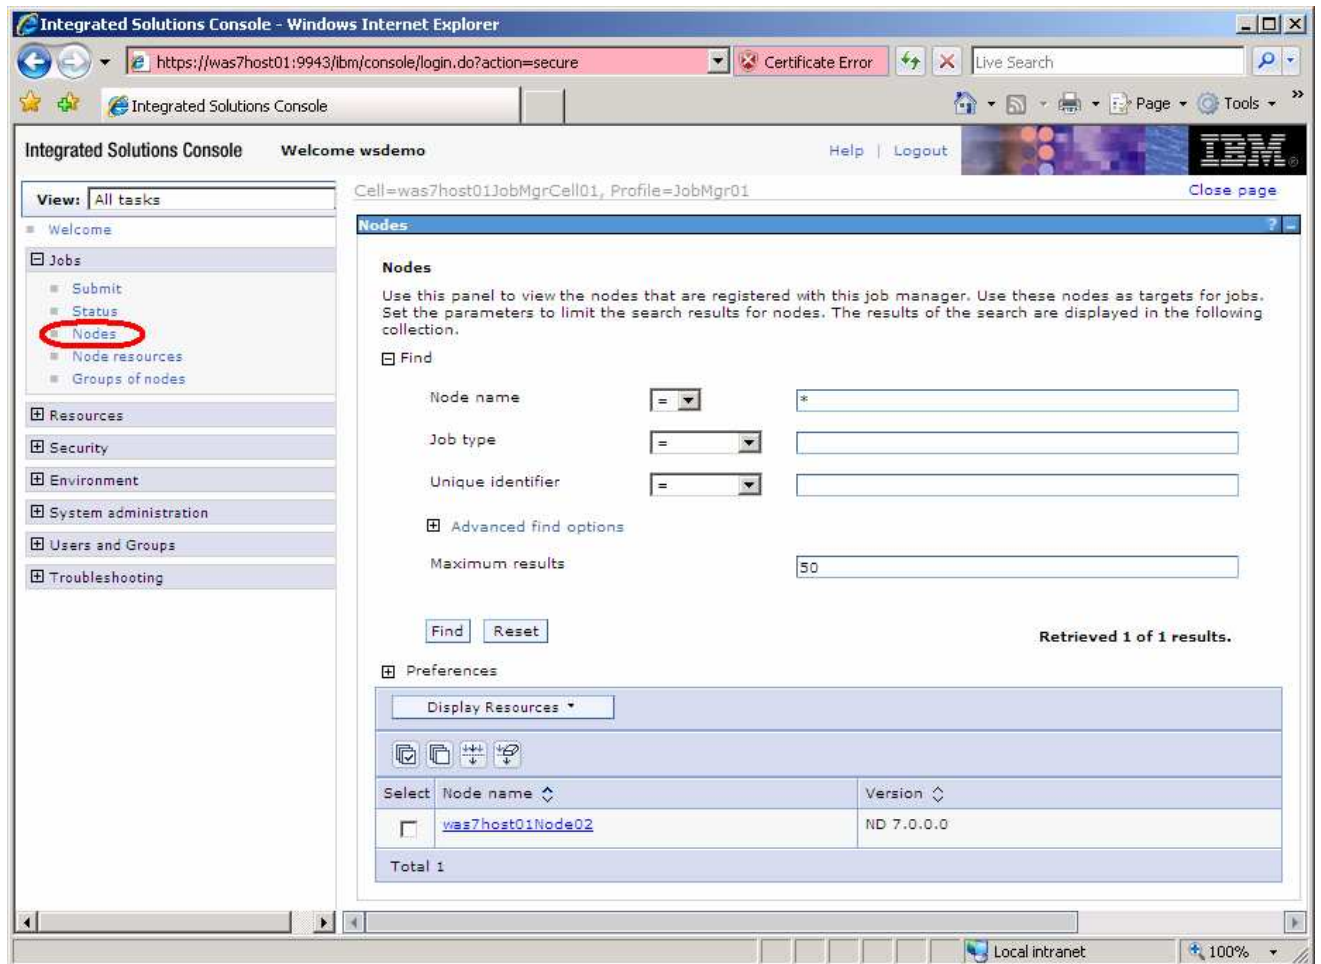 Integrated Solutions Console - Windows Internet Explorer
https://was7host01:9943/ibm/console/login.do?action=secure
Certificate Error
Live Search
Integrated Solutions Console
Page
Tools
»
Integrated Solutions Console Welcome wsdemo
Help | Logout
IBM®
View: All tasks
Welcome
Jobs
Submit
Status
Nodes
Node resources
Groups of nodes
Resources
Security
Environment
System administration
Users and Groups
Troubleshooting
Cell=was7host01JobMgrCell01, Profile=JobMgr01
Close page
Nodes
? -
Nodes
Use this panel to view the nodes that are registered with this job manager. Use these nodes as targets for jobs.
Set the parameters to limit the search results for nodes. The results of the search are displayed in the following
collection.
Find
Node name = *
Job type =
Unique identifier =
Advanced find options
Maximum results 50
Find Reset
Retrieved 1 of 1 results.
Preferences
Display Resources
Select Node name Version
was7host01Node02 ND 7.0.0.0
Total 1
Local intranet
100%